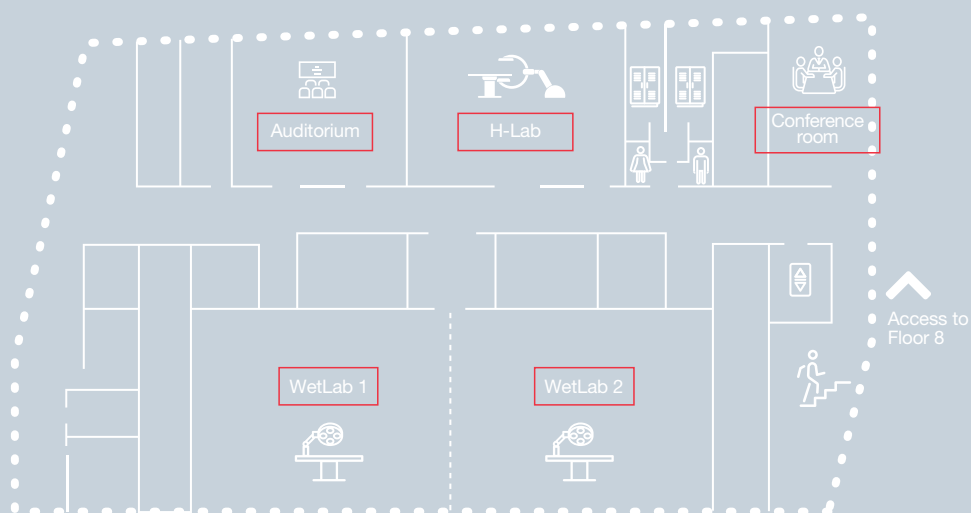 Auditorium
H-Lab
Conference
room
Access to
Floor 8
WetLab 1
WetLab 2